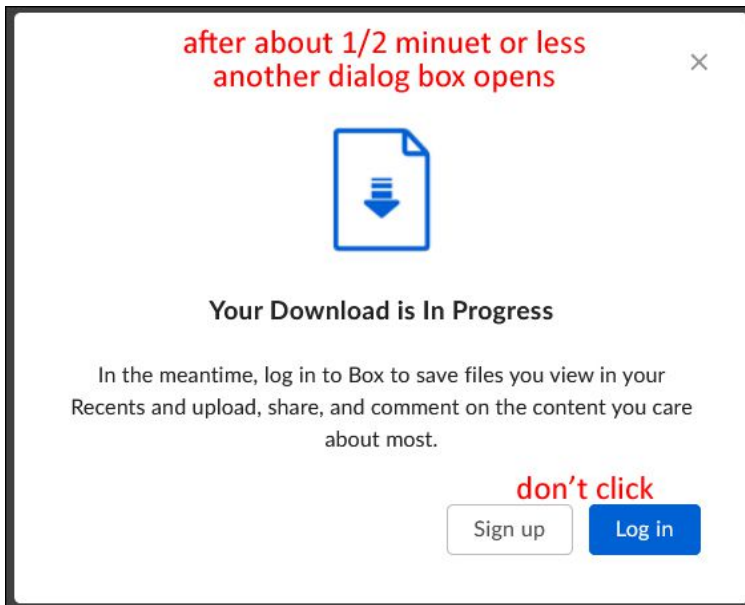 after about 1/2 minuet or less
another dialog box opens
Your Download is In Progress
In the meantime, log in to Box to save files you view in your
Recents and upload, share, and comment on the content you care
about most.
don't click
Sign up
Log in